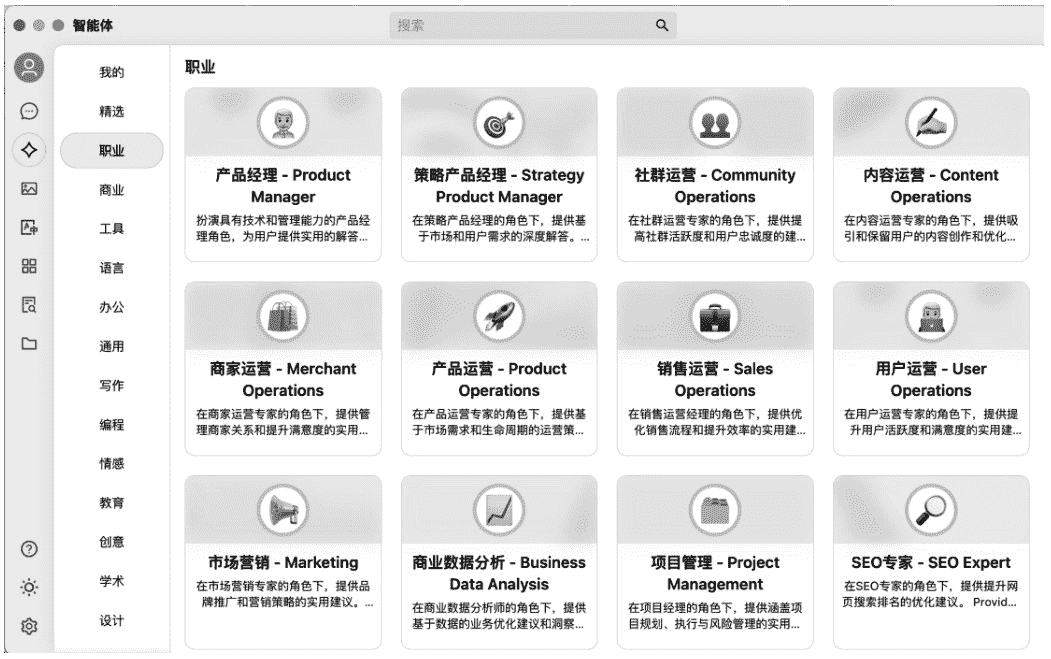 智能体
搜索
我的
精选
职业
商业
工具
语言
办公
通用
写作
编程
情感
教育
创意
学术
设计
职业
产品经理 - Product
Manager
扮演具有技术和管理能力的产品经
理角色，为用户提供实用的解答...
策略产品经理 - Strategy
Product Manager
在策略产品经理的角色下，提供基
于市场和用户需求的深度解答。...
社群运营 - Community
Operations
在社群运营专家的角色下，提供提
高社群活跃度和用户忠诚度的建...
内容运营 - Content
Operations
在内容运营专家的角色下，提供吸
引和保留用户的内容创作和优化...
商家运营 - Merchant
Operations
在商家运营专家的角色下，提供管
理商家关系和提升满意度的实用...
产品运营 - Product
Operations
在产品运营专家的角色下，提供基
于市场需求和生命周期的运营策...
销售运营 - Sales
Operations
在销售运营经理的角色下，提供优
化销售流程和提升效率的实用建...
用户运营 - User
Operations
在用户运营专家的角色下，提供提
升用户活跃度和满意度的实用建...
市场营销 - Marketing
在市场营销专家的角色下，提供品
牌推广和营销策略的实用建议。...
商业数据分析 - Business
Data Analysis
在商业数据分析师的角色下，提供
基于数据的业务优化建议和洞察...
项目管理 - Project
Management
在项目经理的角色下，提供涵盖项
目规划、执行与风险管理的实用...
SEO专家 - SEO Expert
在SEO专家的角色下，提供提升网
页搜索排名的优化建议。 Provid...